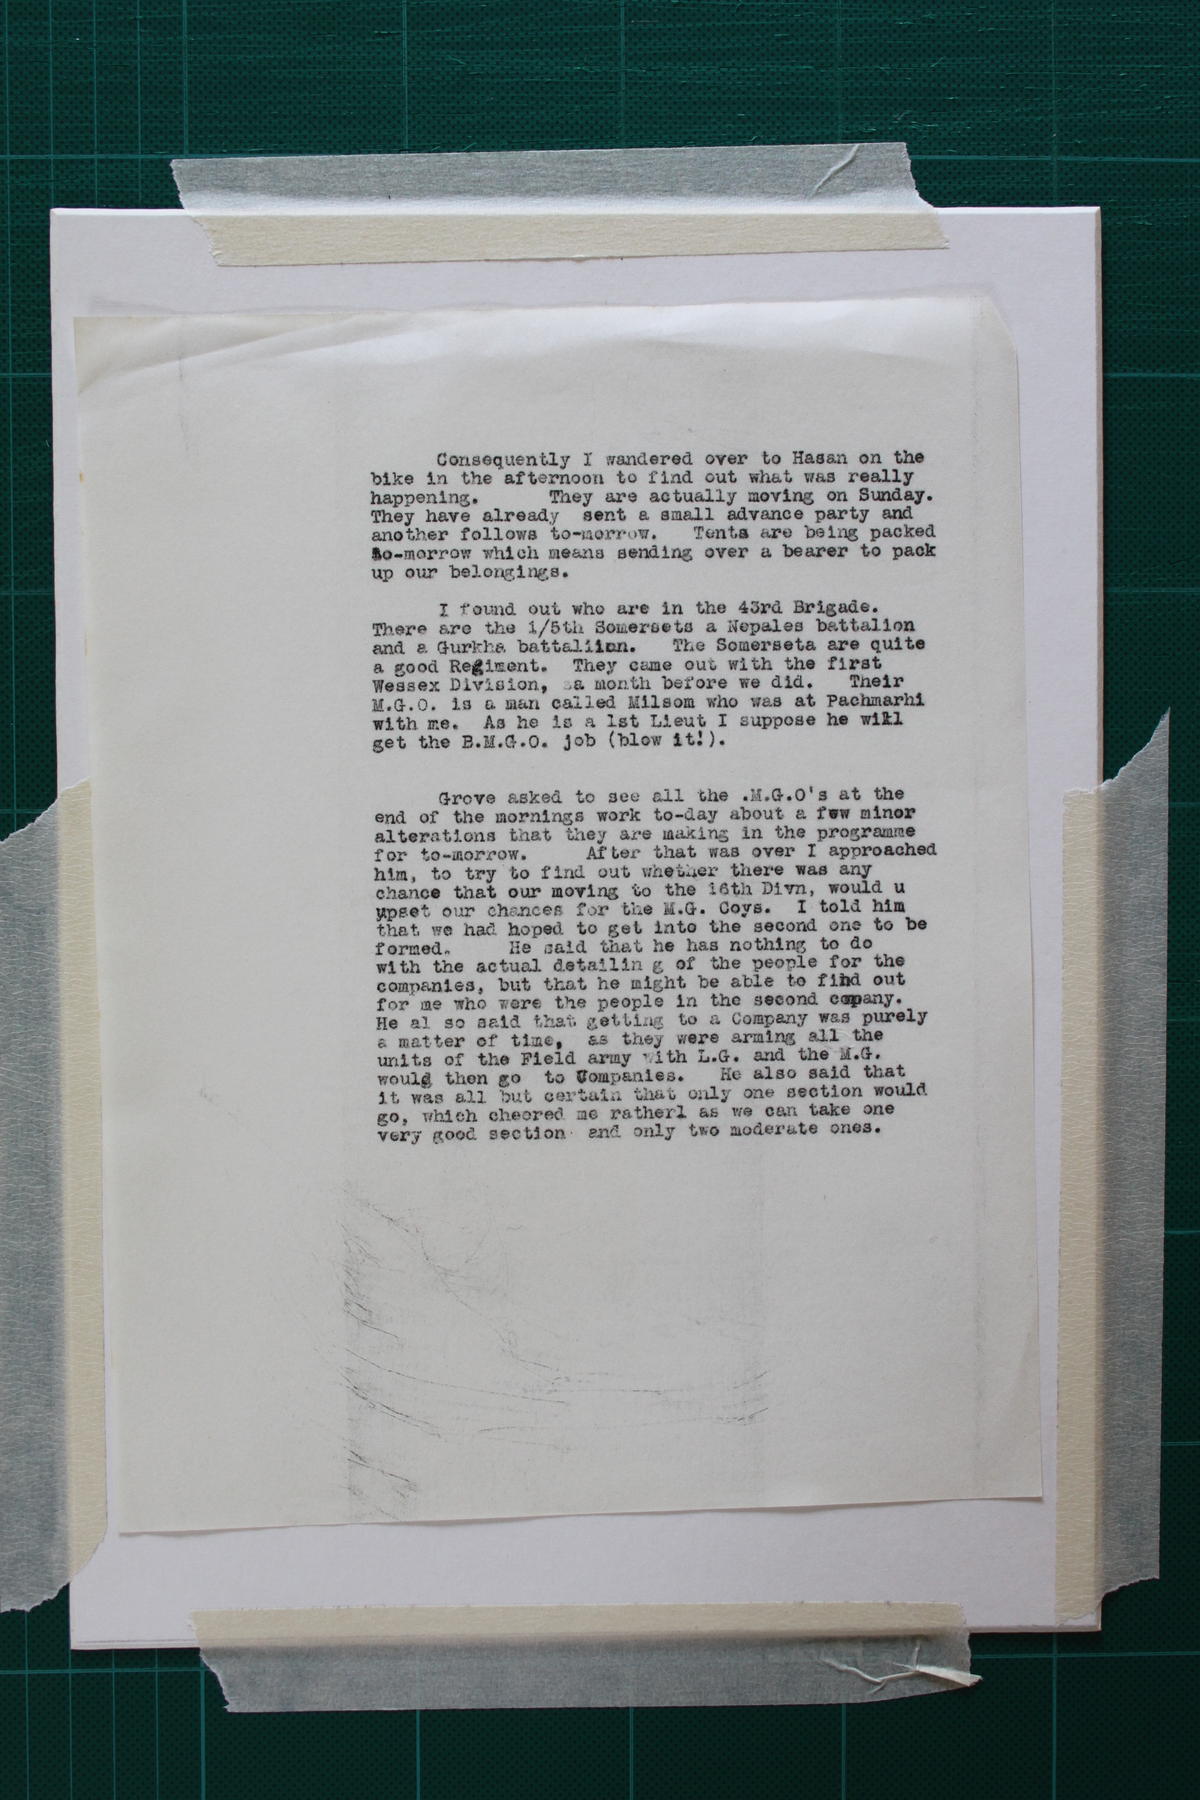 Consequently I wandered over to Hasan on the
bike in the afternoon to find out what was really
happening. They are actually moving on Sunday.
They have already sent a small advance party and
another follows to-morrow. Tents are being packed
to-morrow which means sending over a bearer to pack
up our belongings.
I found out who are in the 43rd Brigade.
There are the 1/5th Somersets a Nepales battalion
and a Gurkha battaliion. The Somerseta are quite
a good Regiment. They came out with the first
Wessex Division, a month before we did. Their
M.G.O. is a man called Milsom who was at Pachmarhi
with me. As he is a 1st Lieut I suppose he will
get the B.M.G.O. job (blow it!).
Grove asked to see all the .M.G.O's at the
end of the mornings work to-day about a few minor
alterations that they are making in the programme
for to-morrow. After that was over I approached
him, to try to find out whether there was any
chance that our moving to the 16th Divn, would u
upset our chances for the M.G. Coys. I told him
that we had hoped to get into the second one to be
formed. He said that he has nothing to do
with the actual detailin g of the people for the
companies, but that he might be able to find out
for me who were the people in the second company.
He al so said that getting to a Company was purely
a matter of time, as they were arming all the
units of the Field army with L.G. and the M.G.
would then go to Companies. He also said that
it was all but certain that only one section would
go, which cheered me ratherl as we can take one
very good section and only two moderate ones.